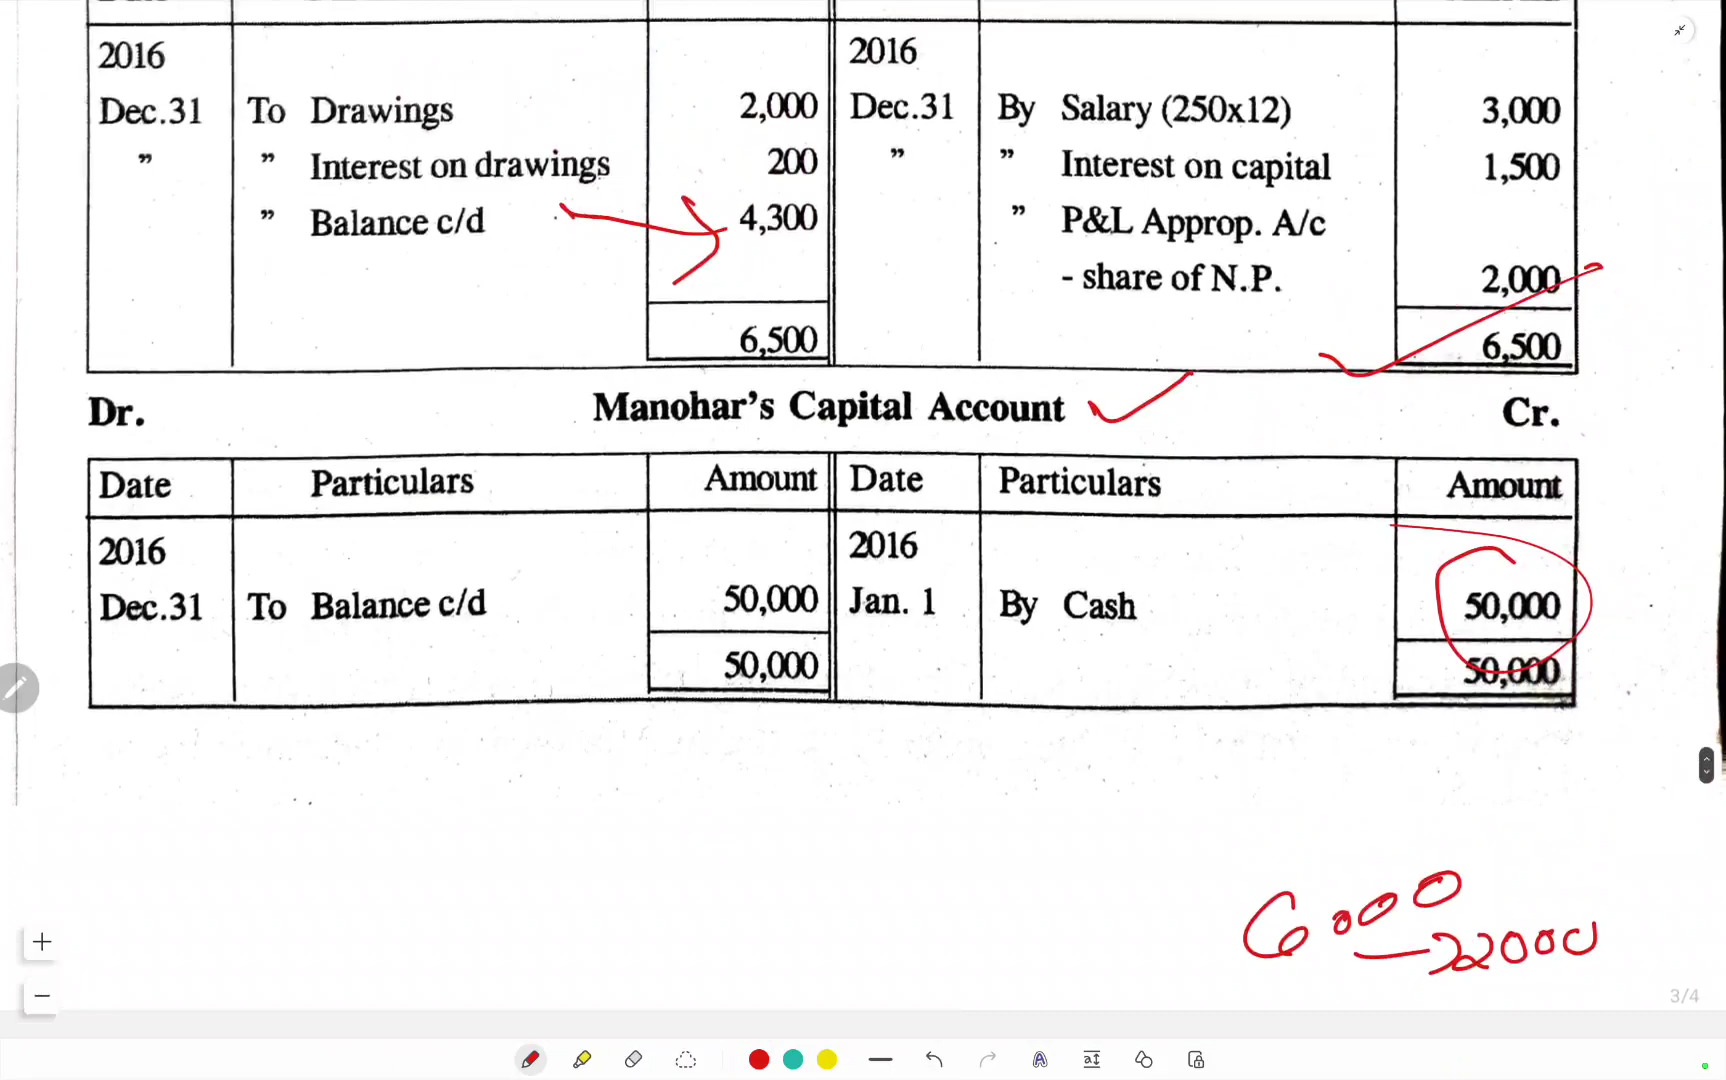 2016 2016
Dec.31 To Drawings 2,000 Dec.31 By Salary (250x12) 3,000
” ” Interest on drawings 200 ” ” Interest on capital 1,500
” Balance c/d 4,300 ” P&L Approp. A/c
- share of N.P. 2,000
6,500 6,500
Dr. Manohar’s Capital Account Cr.
Date Particulars Amount Date Particulars Amount
2016 2016
Dec.31 To Balance c/d 50,000 Jan. 1 By Cash 50,000
50,000 50,000
6000
3/4